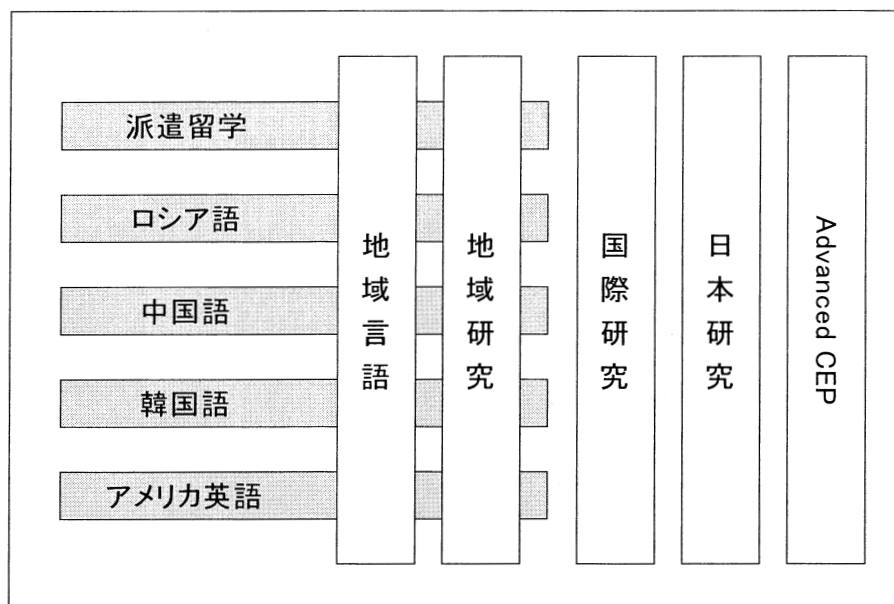 派遣留学
ロシア語
中国語
韓国語
アメリカ英語
地域言語
地域研究
国際研究
日本研究
Advanced CEP